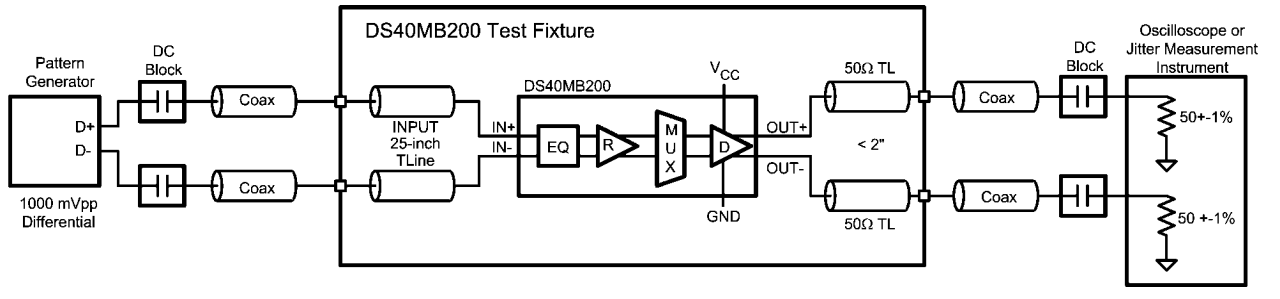 DS40MB200 Test Fixture
Pattern
Generator
D+
D-
1000 mVpp
Differential
DC
Block
Coax
Coax
INPUT
25-inch
TLine
DS40MB200
IN+
IN-
EQ
R
M
U
X
D
VCC
GND
OUT+
OUT-
50Ω TL
< 2"
50Ω TL
Coax
Coax
DC
Block
Oscilloscope or
Jitter Measurement
Instrument
50+-1%
50 +-1%